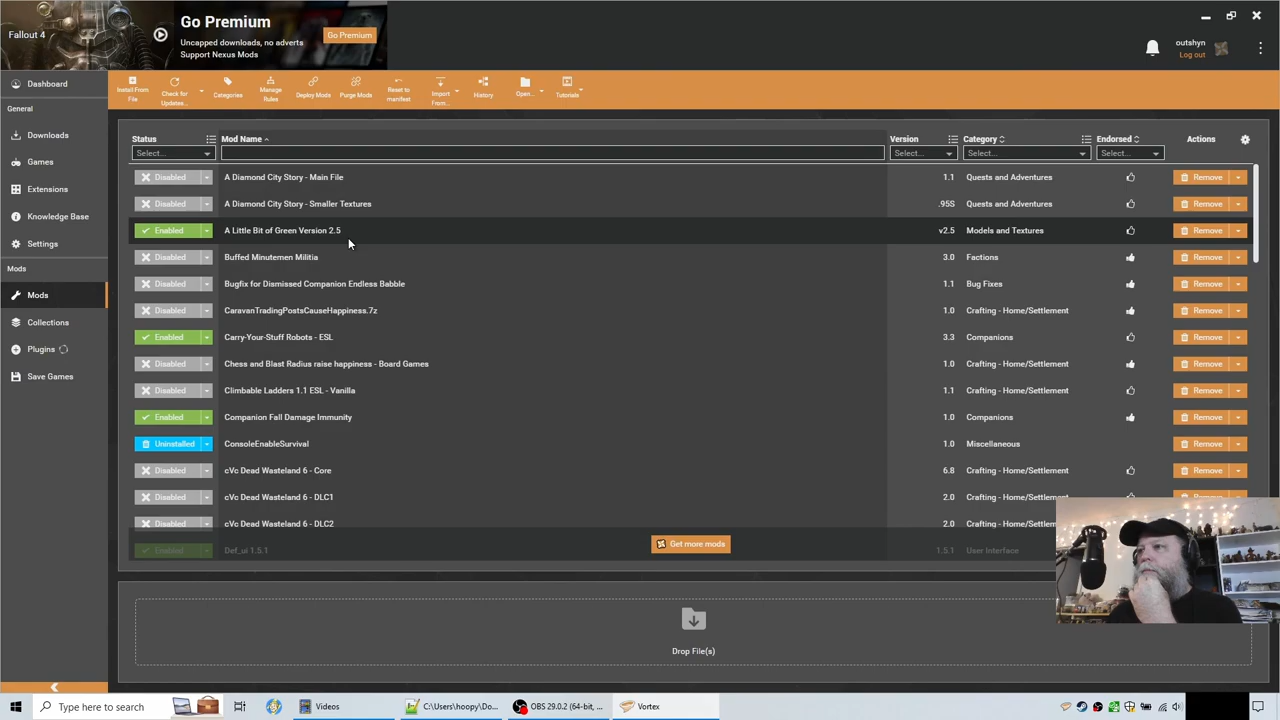 Fallout 4
Go Premium
Uncapped downloads, no adverts
Support Nexus Mods
Go Premium
outshyn
Log out
Dashboard
General
Downloads
Games
Extensions
Knowledge Base
Settings
Mods
Mods
Collections
Plugins
Save Games
Install From File
Check for Updates...
Categories
Manage Rules
Deploy Mods
Purge Mods
Reset to manifest
Import From...
History
Open...
Tutorials
Status Mod Name Version Category Endorsed Actions
Select... Select... Select... Select...
Disabled A Diamond City Story - Main File 1.1 Quests and Adventures Remove
Disabled A Diamond City Story - Smaller Textures .95S Quests and Adventures Remove
Enabled A Little Bit of Green Version 2.5 v2.5 Models and Textures Remove
Disabled Buffed Minutemen Militia 3.0 Factions Remove
Disabled Bugfix for Dismissed Companion Endless Babble 1.1 Bug Fixes Remove
Disabled CaravanTradingPostsCauseHappiness.7z 1.0 Crafting - Home/Settlement Remove
Enabled Carry-Your-Stuff Robots - ESL 3.3 Companions Remove
Disabled Chess and Blast Radius raise happiness - Board Games 1.0 Crafting - Home/Settlement Remove
Disabled Climbable Ladders 1.1 ESL - Vanilla 1.1 Crafting - Home/Settlement Remove
Enabled Companion Fall Damage Immunity 1.0 Companions Remove
Uninstalled ConsoleEnableSurvival 1.0 Miscellaneous Remove
Disabled cVc Dead Wasteland 6 - Core 6.8 Crafting - Home/Settlement Remove
Disabled cVc Dead Wasteland 6 - DLC1 2.0 Crafting - Home/Settlement
Disabled cVc Dead Wasteland 6 - DLC2 2.0 Crafting - Home/Settlement
Enabled Def_ui 1.5.1 1.5.1 User Interface
Get more mods
Drop File(s)
Type here to search
Videos
C:\Users\hoopy\Do...
OBS 29.0.2 (64-bit, ...
Vortex